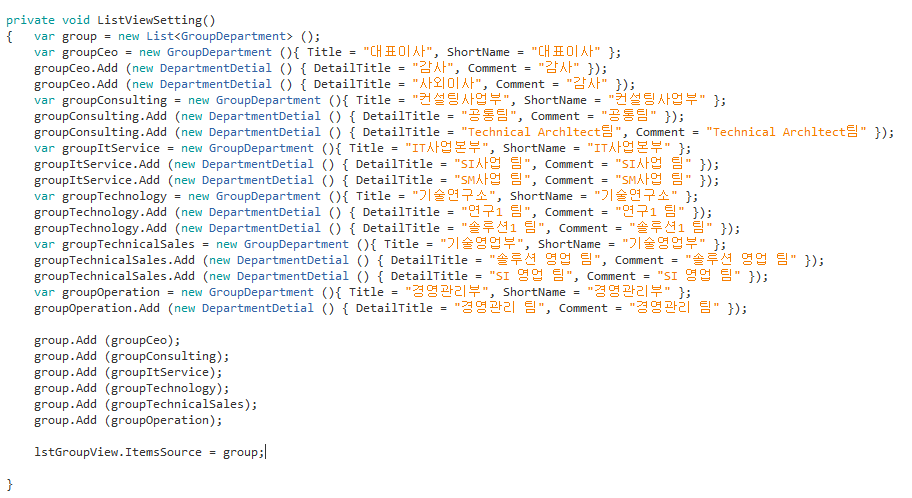 private void ListViewSetting()
{   var group = new List<GroupDepartment> ();
    var groupCeo = new GroupDepartment (){ Title = "대표이사", ShortName = "대표이사" };
    groupCeo.Add (new DepartmentDetial () { DetailTitle = "감사", Comment = "감사" });
    groupCeo.Add (new DepartmentDetial () { DetailTitle = "사외이사", Comment = "감사" });
    var groupConsulting = new GroupDepartment (){ Title = "컨설팅사업부", ShortName = "컨설팅사업부" };
    groupConsulting.Add (new DepartmentDetial () { DetailTitle = "공통팀", Comment = "공통팀" });
    groupConsulting.Add (new DepartmentDetial () { DetailTitle = "Technical Archltect팀", Comment = "Technical Archltect팀" });
    var groupItService = new GroupDepartment (){ Title = "IT사업본부", ShortName = "IT사업본부" };
    groupItService.Add (new DepartmentDetial () { DetailTitle = "SI사업 팀", Comment = "SI사업 팀" });
    groupItService.Add (new DepartmentDetial () { DetailTitle = "SM사업 팀", Comment = "SM사업 팀" });
    var groupTechnology = new GroupDepartment (){ Title = "기술연구소", ShortName = "기술연구소" };
    groupTechnology.Add (new DepartmentDetial () { DetailTitle = "연구1 팀", Comment = "연구1 팀" });
    groupTechnology.Add (new DepartmentDetial () { DetailTitle = "솔루션1 팀", Comment = "솔루션1 팀" });
    var groupTechnicalSales = new GroupDepartment (){ Title = "기술영업부", ShortName = "기술영업부" };
    groupTechnicalSales.Add (new DepartmentDetial () { DetailTitle = "솔루션 영업 팀", Comment = "솔루션 영업 팀" });
    groupTechnicalSales.Add (new DepartmentDetial () { DetailTitle = "SI 영업 팀", Comment = "SI 영업 팀" });
    var groupOperation = new GroupDepartment (){ Title = "경영관리부", ShortName = "경영관리부" };
    groupOperation.Add (new DepartmentDetial () { DetailTitle = "경영관리 팀", Comment = "경영관리 팀" });

    group.Add (groupCeo);
    group.Add (groupConsulting);
    group.Add (groupItService);
    group.Add (groupTechnology);
    group.Add (groupTechnicalSales);
    group.Add (groupOperation);

    lstGroupView.ItemsSource = group;

}